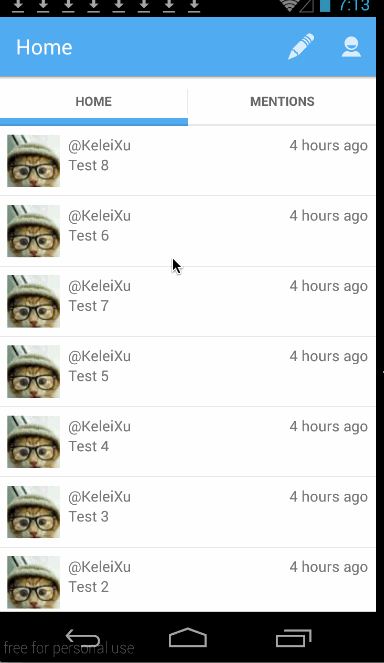 7:13
Home
HOME MENTIONS
@KeleiXu 4 hours ago
Test 8
@KeleiXu 4 hours ago
Test 6
@KeleiXu 4 hours ago
Test 7
@KeleiXu 4 hours ago
Test 5
@KeleiXu 4 hours ago
Test 4
@KeleiXu 4 hours ago
Test 3
@KeleiXu 4 hours ago
Test 2
free for personal use